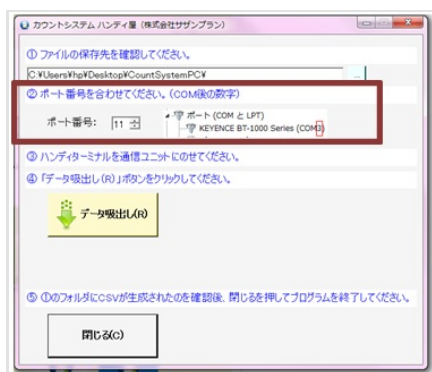 カウントシステム ハンディ屋 (株式会社サザンプラン)
① ファイルの保存先を確認してください。
C:¥Users¥hp¥Desktop¥CountSystemPC¥
...
② ポート番号を合わせてください。(COM後の数字)
ポート番号: 11
ポート (COM と LPT)
KEYENCE BT-1000 Series (COM3)
③ ハンディターミナルを通信ユニットにのせてください。
④ 「データ吸出し(R)」ボタンをクリックしてください。
データ吸出し(R)
⑤ ①のフォルダにCSVが生成されたのを確認後、閉じるを押してプログラムを終了してください。
閉じる(C)